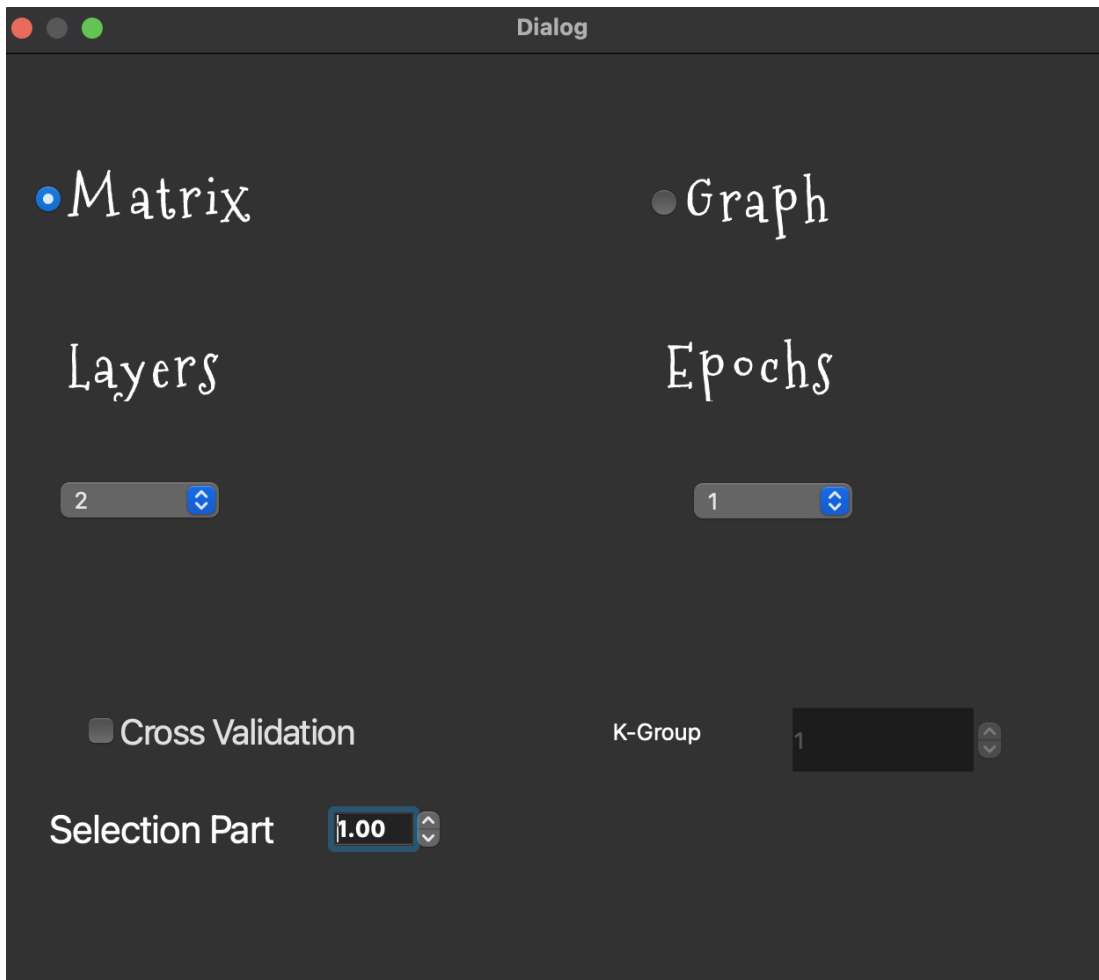 Dialog
Matrix
Graph
Layers
Epochs
2
1
Cross Validation
K-Group
1
Selection Part
1.00